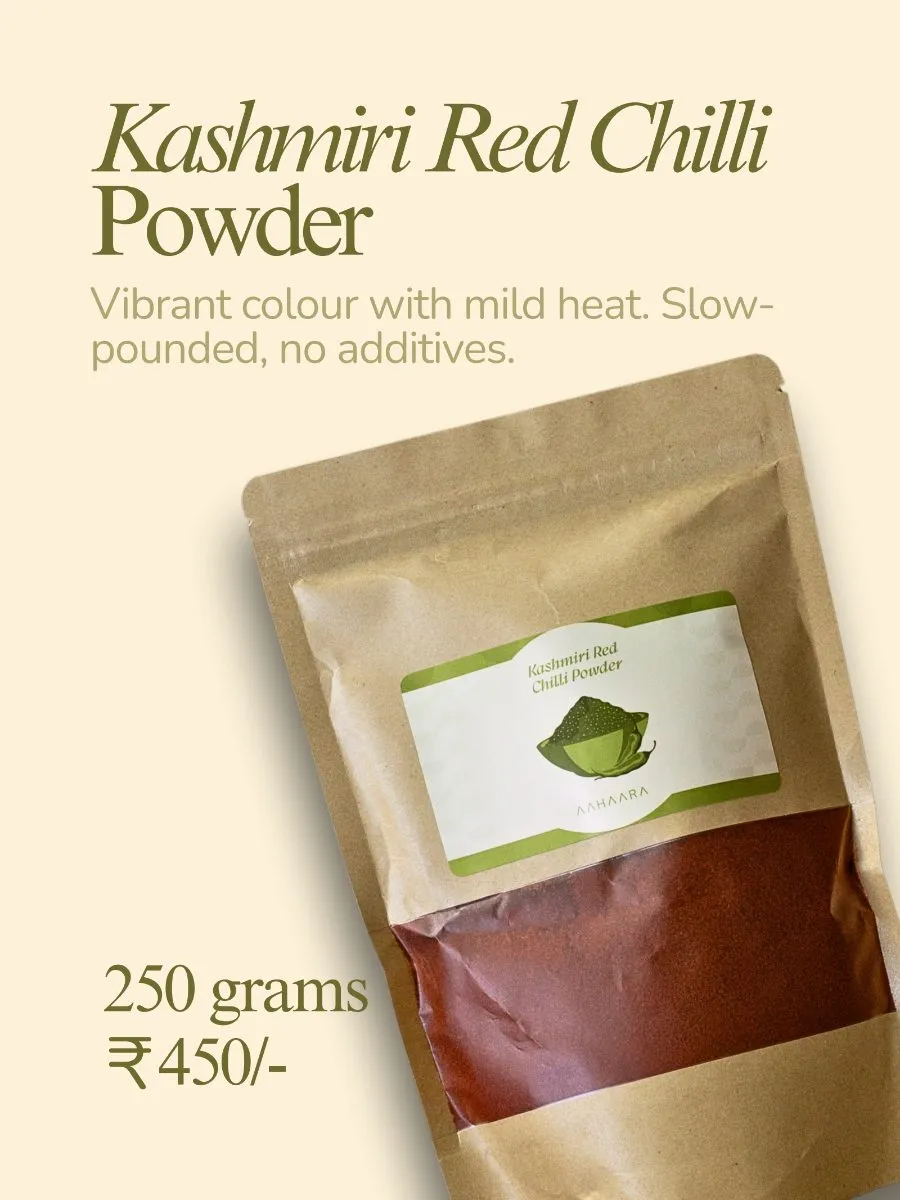 Kashmiri Red Chilli
Powder
Vibrant colour with mild heat. Slow-
pounded, no additives.
Kashmiri Red
Chilli Powder
AAHAARA
250 grams
₹450/-